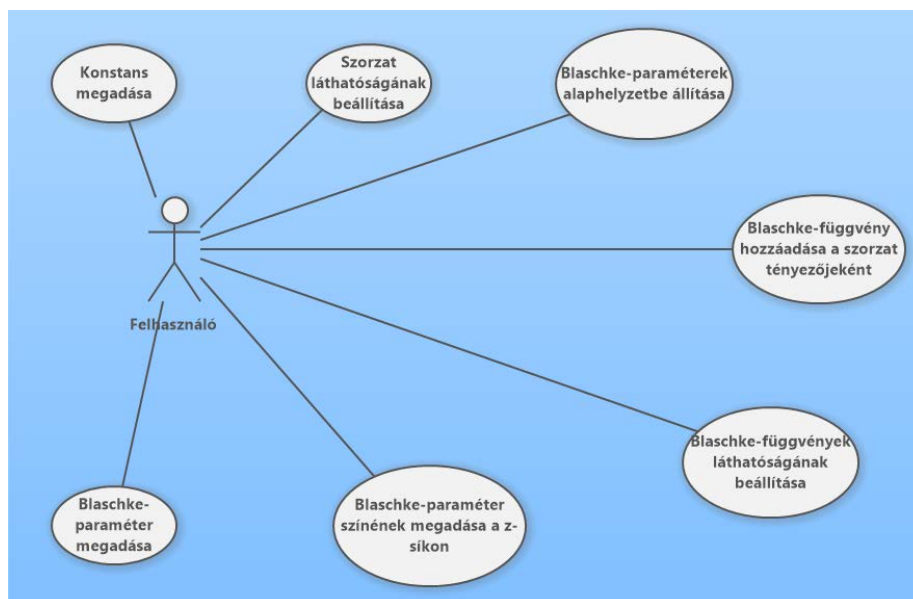 Konstans
megadása
Szorzat
láthatóságának
beállítása
Blaschke-paraméterek
alaphelyzetbe állítása
Blaschke-függvény
hozzáadása a szorzat
tényezőjeként
Felhasználó
Blaschke-függvények
láthatóságának
beállítása
Blaschke-
paraméter
megadása
Blaschke-paraméter
színének megadása a z-
síkon